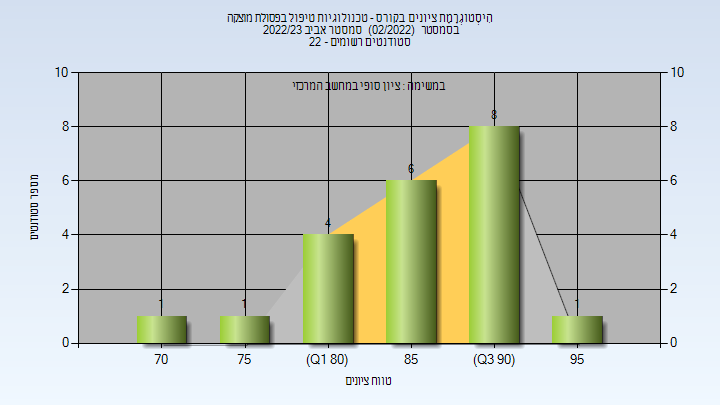 הִיסְטוֹגְרָמַת ציונים בקורס - טכנולוגיות טיפול בפסולת מוצקה
בסמסטר (02/2022) סמסטר אביב 2022/23
סטודנטים רשומים - 22
במשימה : ציון סופי במחשב המרכזי
מספר סטודנטים
10 10
8 8
6 6
4 4
2 2
0 0
1 1 4 6 8 1
70 75 (Q1 80) 85 (Q3 90) 95
טווח ציונים